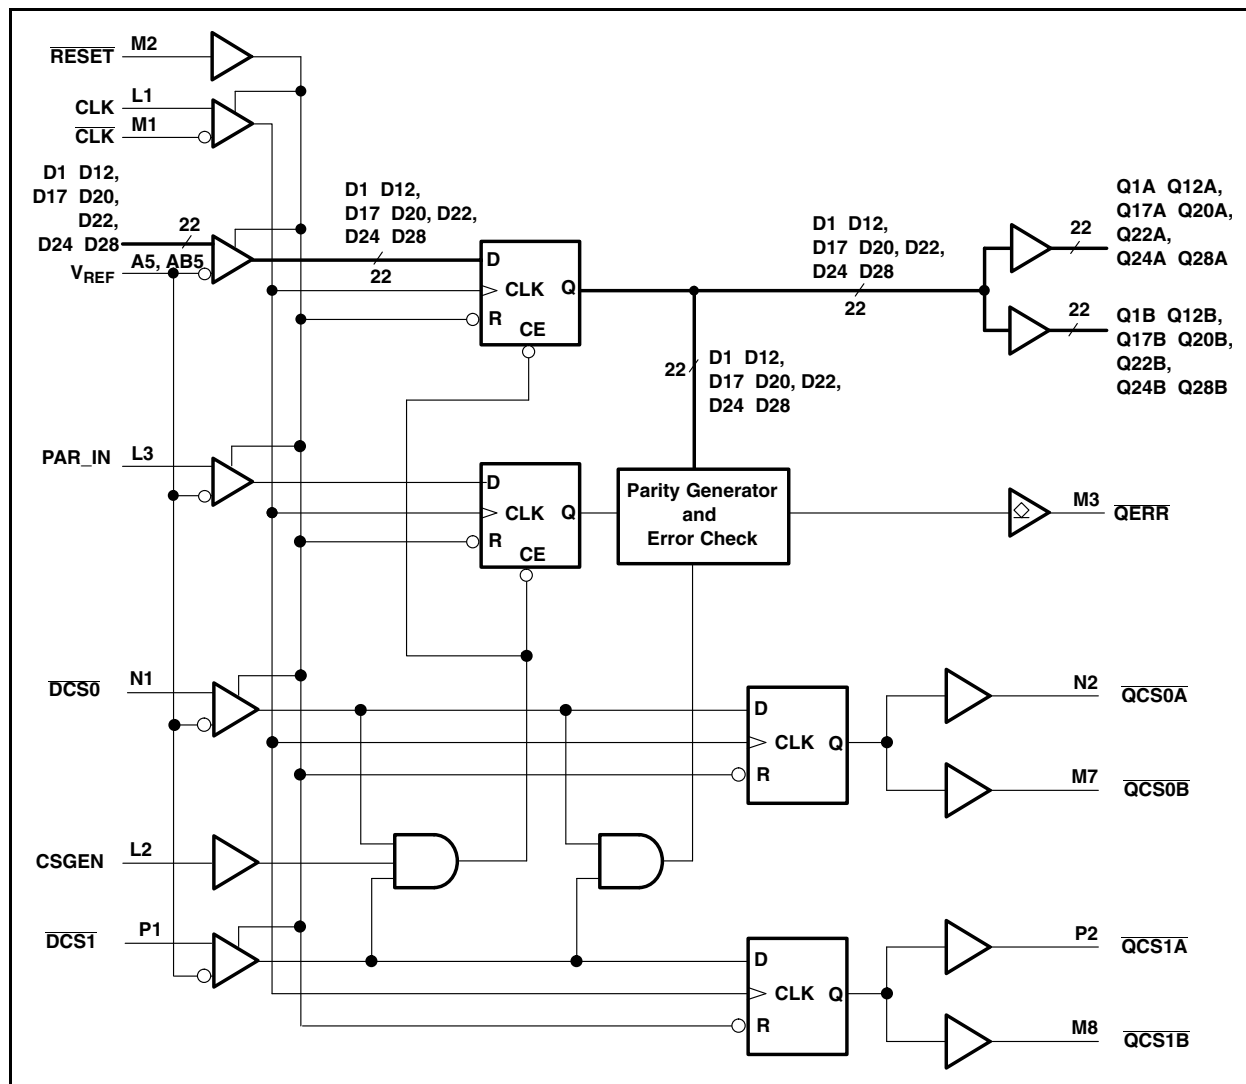 RESET M2
CLK L1
CLK M1
D1 D12,
D17 D20,
D22,
D24 D28
22
VREF A5, AB5
D1 D12,
D17 D20, D22,
D24 D28
22
D
CLK Q
R
CE
D1 D12,
D17 D20, D22,
D24 D28
22
22
Q1A Q12A,
Q17A Q20A,
Q22A,
Q24A Q28A
22
Q1B Q12B,
Q17B Q20B,
Q22B,
Q24B Q28B
22
D1 D12,
D17 D20, D22,
D24 D28
PAR_IN L3
D
CLK Q
R
CE
Parity Generator
and
Error Check
M3 QERR
DCS0 N1
D
CLK Q
R
N2 QCS0A
M7 QCS0B
CSGEN L2
DCS1 P1
D
CLK Q
R
P2 QCS1A
M8 QCS1B